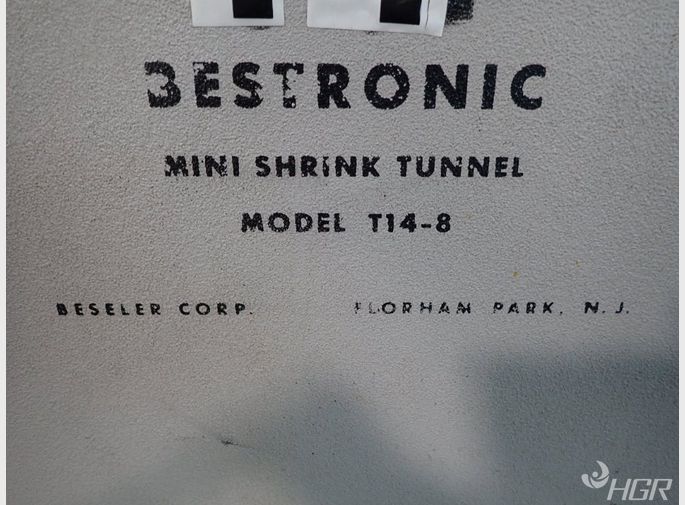 BESTRONIC
MINI SHRINK TUNNEL
MODEL T14-8
BESELER CORP. FLORHAM PARK, N.J.
HGR